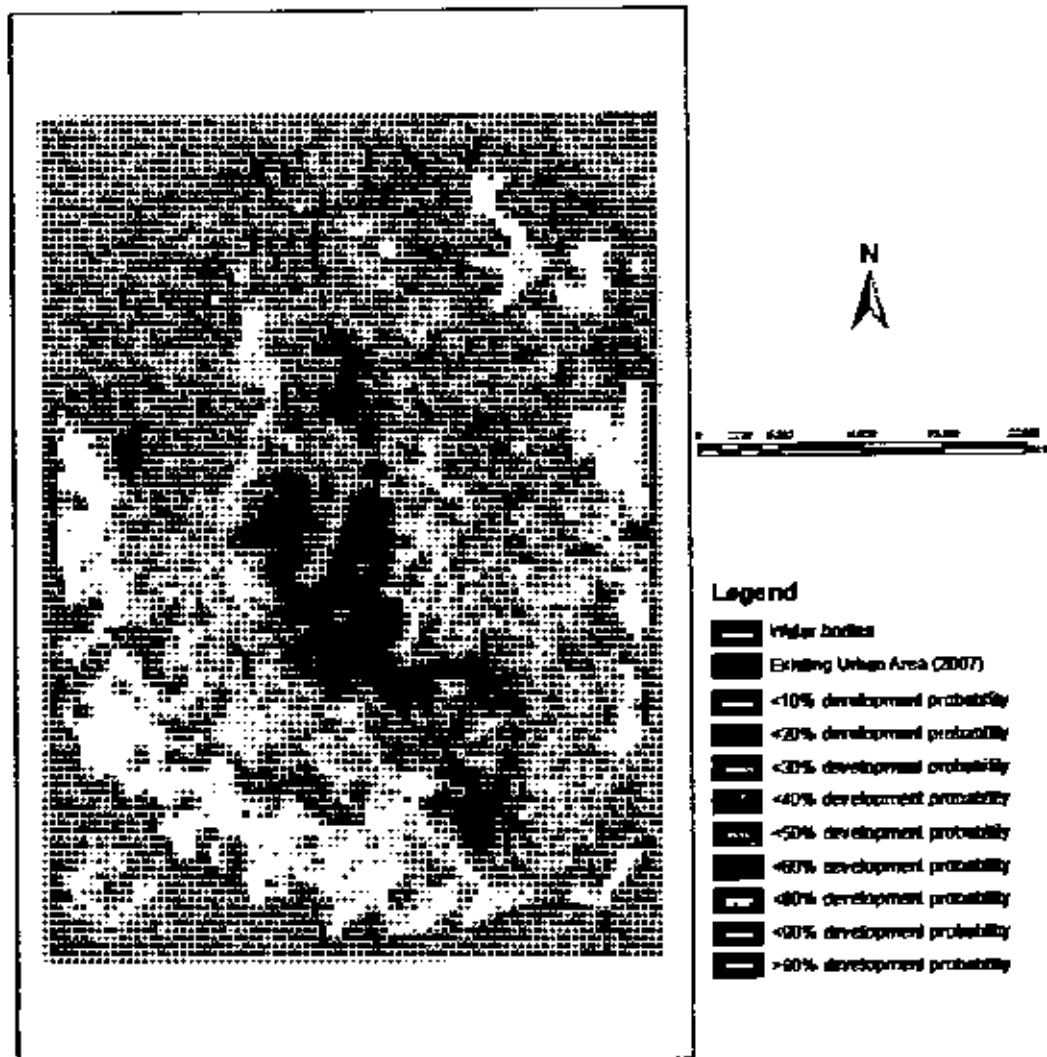 N
0
Legend
Water bodies
Existing Urban Area (2007)
<10% development probability
<20% development probability
<30% development probability
<40% development probability
<50% development probability
<60% development probability
<80% development probability
<90% development probability
>90% development probability